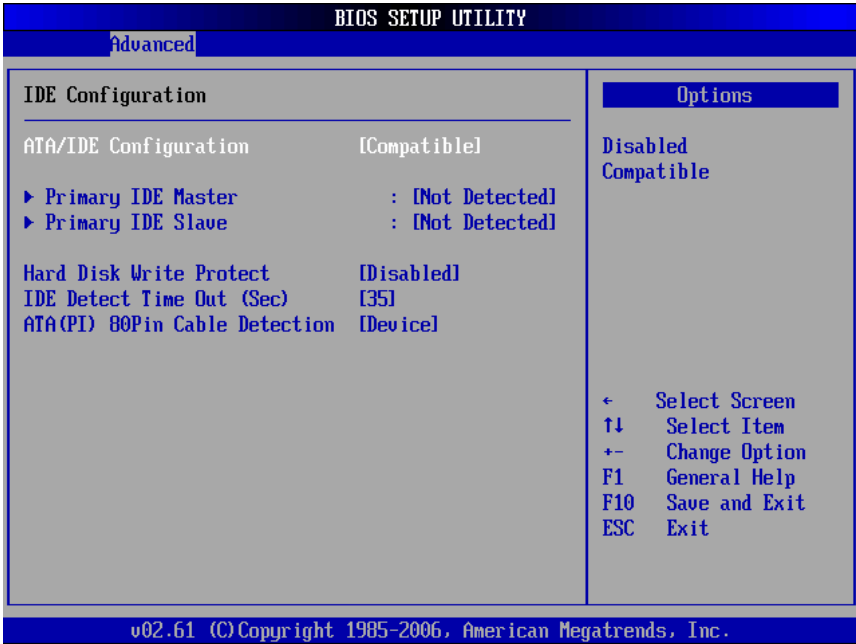 BIOS SETUP UTILITY
Advanced
IDE Configuration
ATA/IDE Configuration [Compatible]
▶ Primary IDE Master : [Not Detected]
▶ Primary IDE Slave : [Not Detected]
Hard Disk Write Protect [Disabled]
IDE Detect Time Out (Sec) [35]
ATA(PI) 80Pin Cable Detection [Device]
Options
Disabled
Compatible
← Select Screen
↑↓ Select Item
+- Change Option
F1 General Help
F10 Save and Exit
ESC Exit
v02.61 (C)Copyright 1985-2006, American Megatrends, Inc.